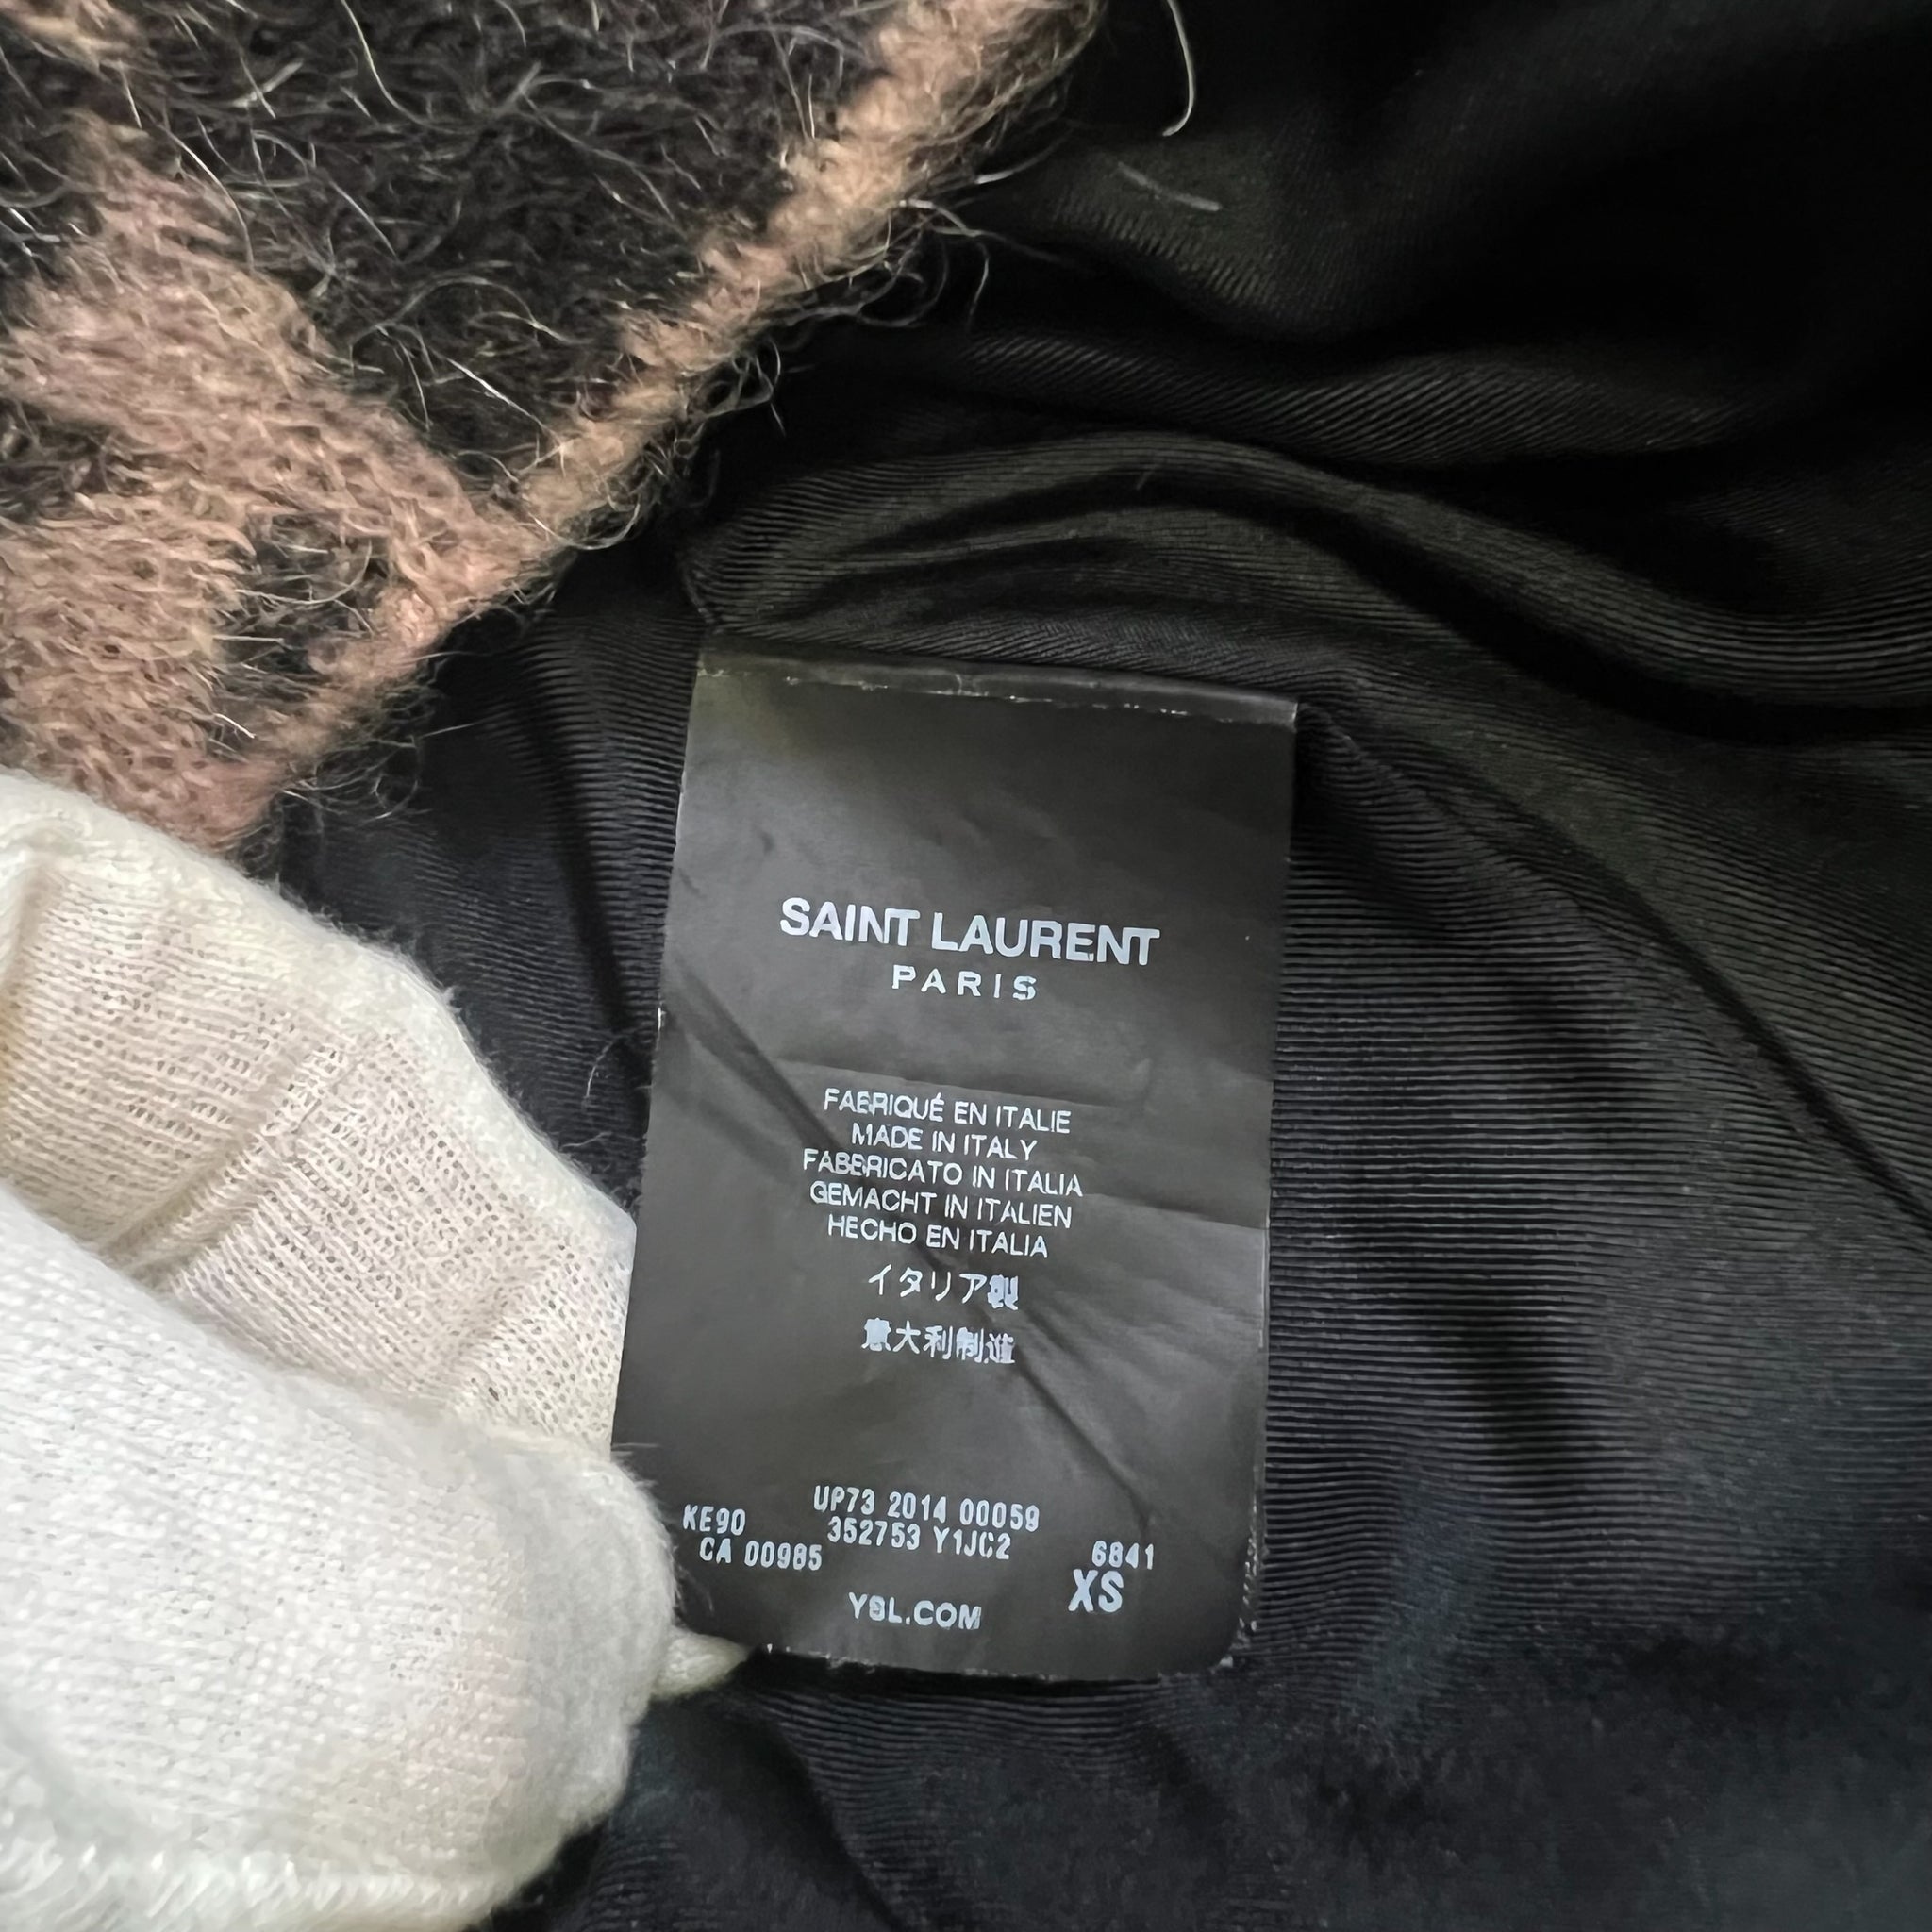 SAINT LAURENT
PARIS
FABRIQUÉ EN ITALIE
MADE IN ITALY
FABBRICATO IN ITALIA
GEMACHT IN ITALIEN
HECHO EN ITALIA
イタリア製
意大利制造
UP73 2014 00059
KE90 352753 Y1JC2 6841
CA 00985 XS
YSL.COM